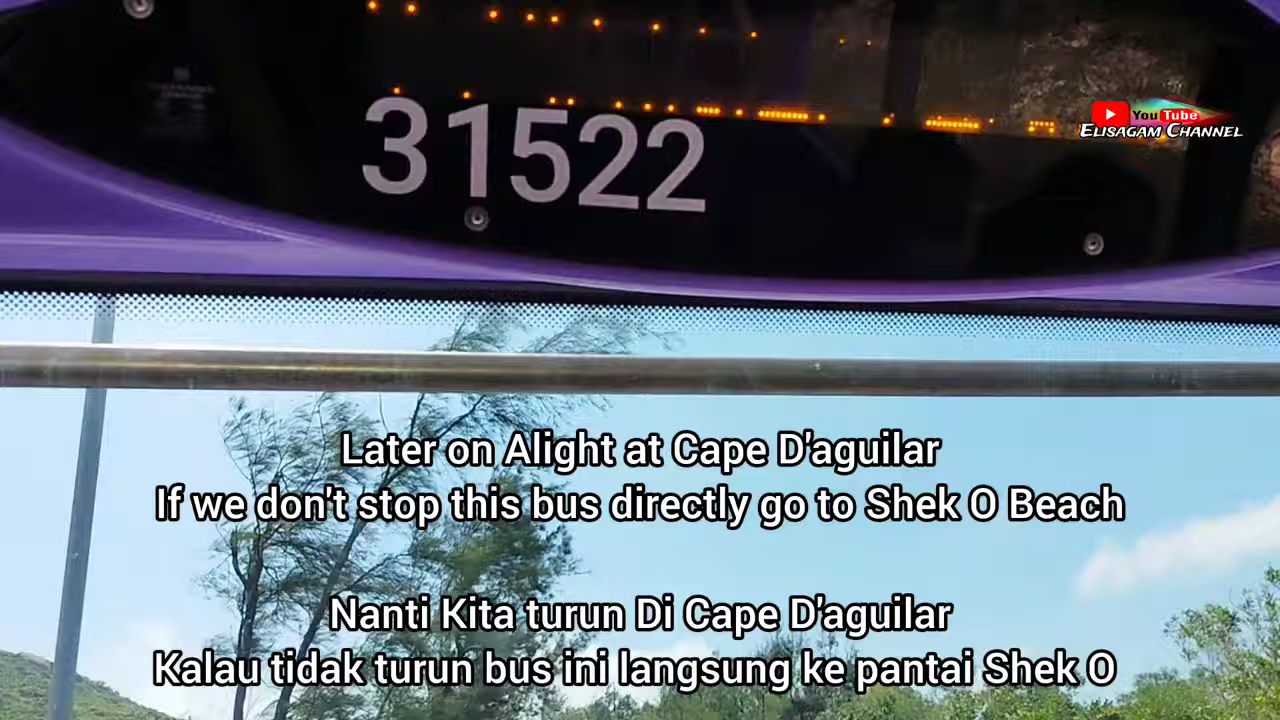 YouTube
ELISAGAM CHANNEL
31522
Later on Alight at Cape D'aguilar
If we don't stop this bus directly go to Shek O Beach
Nanti Kita turun Di Cape D'aguilar
Kalau tidak turun bus ini langsung ke pantai Shek O